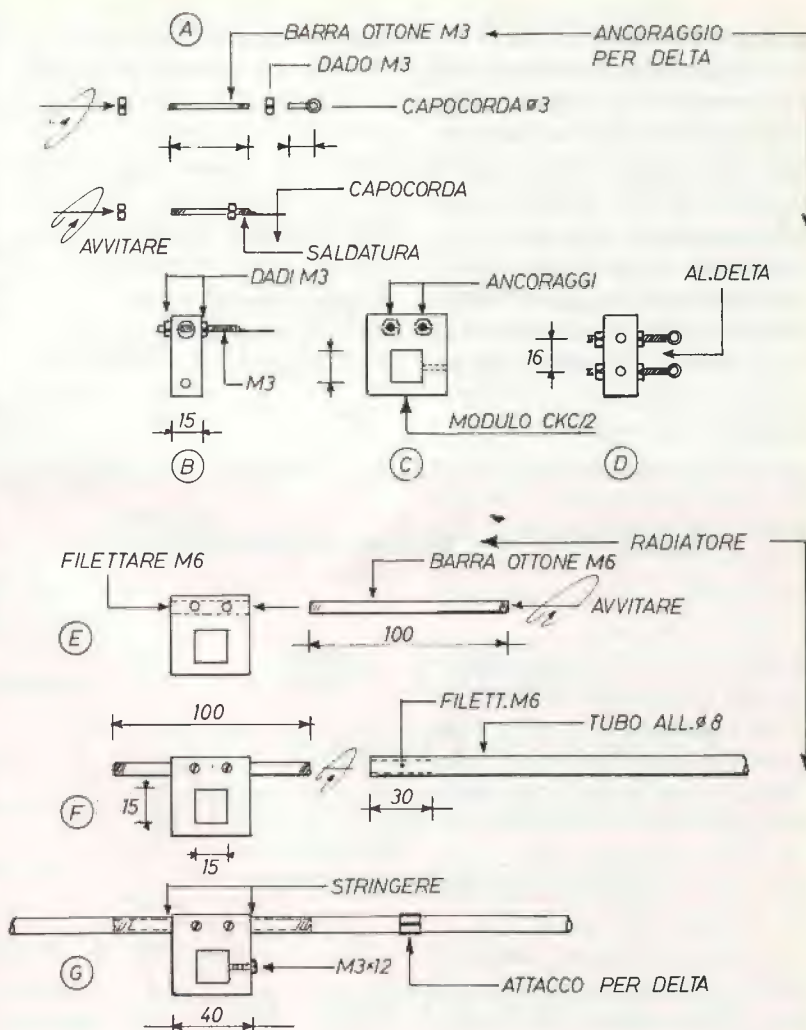 A
BARRA OTTONE M3
ANCORAGGIO
PER DELTA
DADO M3
CAPOCORDA ø3
CAPOCORDA
AVVITARE
SALDATURA
DADI M3
ANCORAGGI
AL.DELTA
M3
16
15
MODULO CKC/2
B
C
D
RADIATORE
FILETTARE M6
BARRA OTTONE M6
AVVITARE
E
100
100
FILETT.M6
TUBO ALL.ø8
15
30
F
15
STRINGERE
G
M3×12
ATTACCO PER DELTA
40